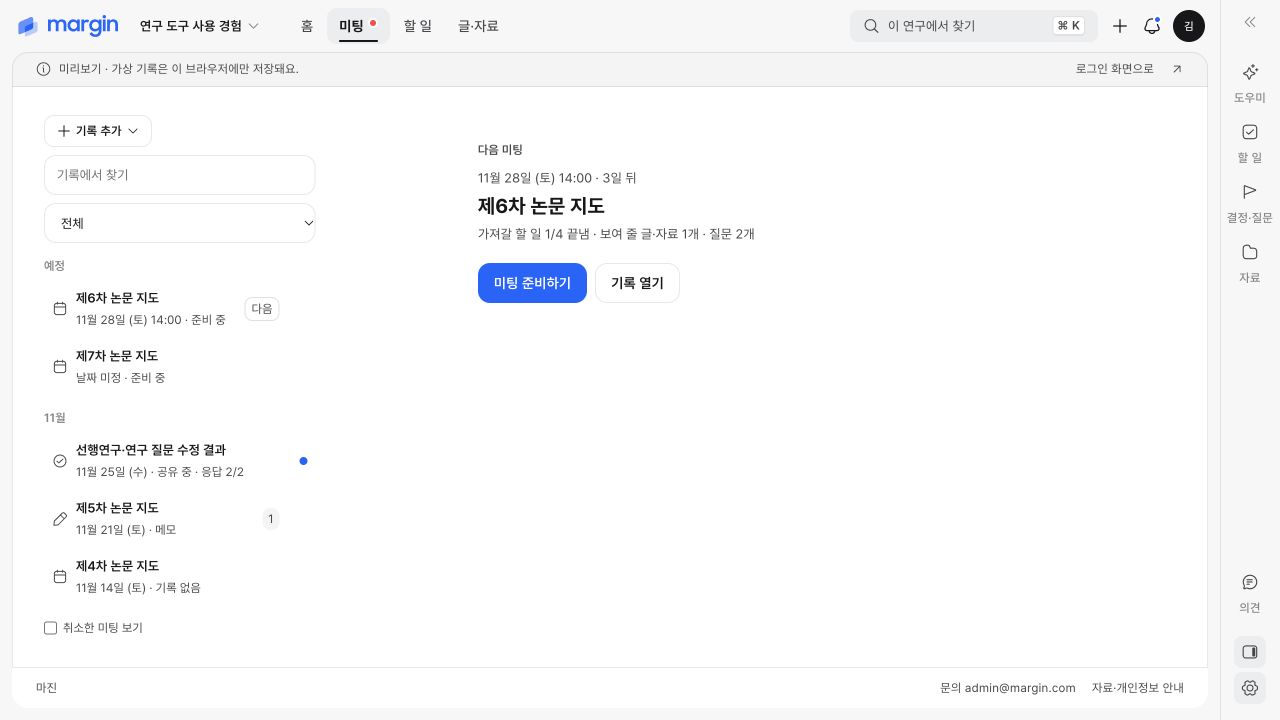 margin
연구 도구 사용 경험
홈
미팅
할 일
글·자료
이 연구에서 찾기
⌘ K
김
미리보기 · 가상 기록은 이 브라우저에만 저장돼요.
로그인 화면으로
기록 추가
기록에서 찾기
전체
예정
제6차 논문 지도
11월 28일 (토) 14:00 · 준비 중
다음
제7차 논문 지도
날짜 미정 · 준비 중
11월
선행연구·연구 질문 수정 결과
11월 25일 (수) · 공유 중 · 응답 2/2
제5차 논문 지도
11월 21일 (토) · 메모
1
제4차 논문 지도
11월 14일 (토) · 기록 없음
취소한 미팅 보기
다음 미팅
11월 28일 (토) 14:00 · 3일 뒤
제6차 논문 지도
가져갈 할 일 1/4 끝냄 · 보여 줄 글·자료 1개 · 질문 2개
미팅 준비하기
기록 열기
도우미
할 일
결정·질문
자료
의견
마진
문의 admin@margin.com
자료·개인정보 안내